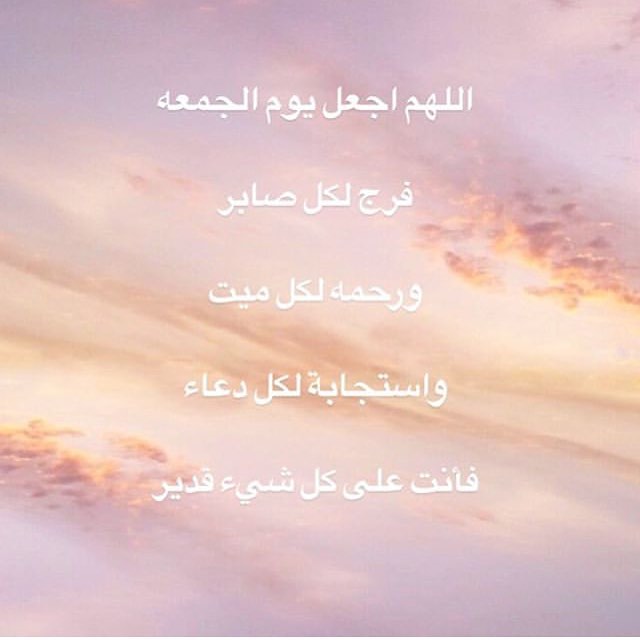 اللهم اجعل يوم الجمعه
فرج لكل صابر
ورحمه لكل ميت
واستجابة لكل دعاء
فأنت على كل شيء قدير